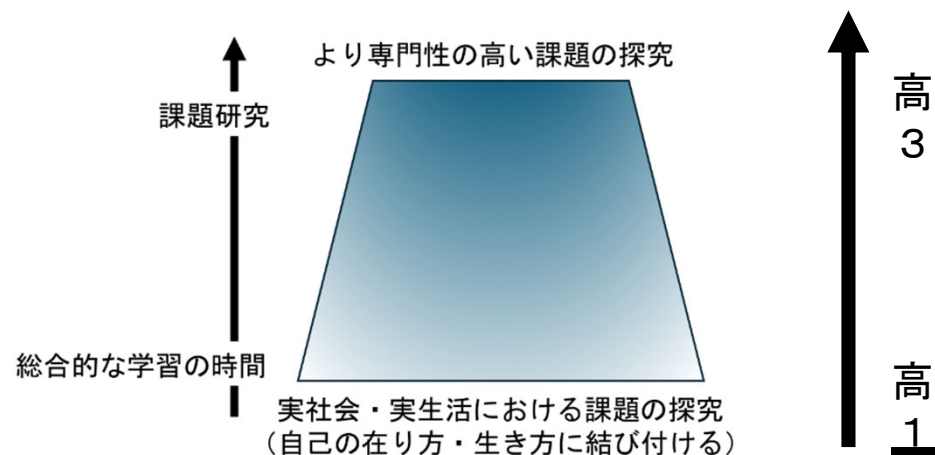 より専門性の高い課題の探究
課題研究
高
3
総合的な学習の時間
実社会・実生活における課題の探究
(自己の在り方・生き方に結び付ける)
高
1